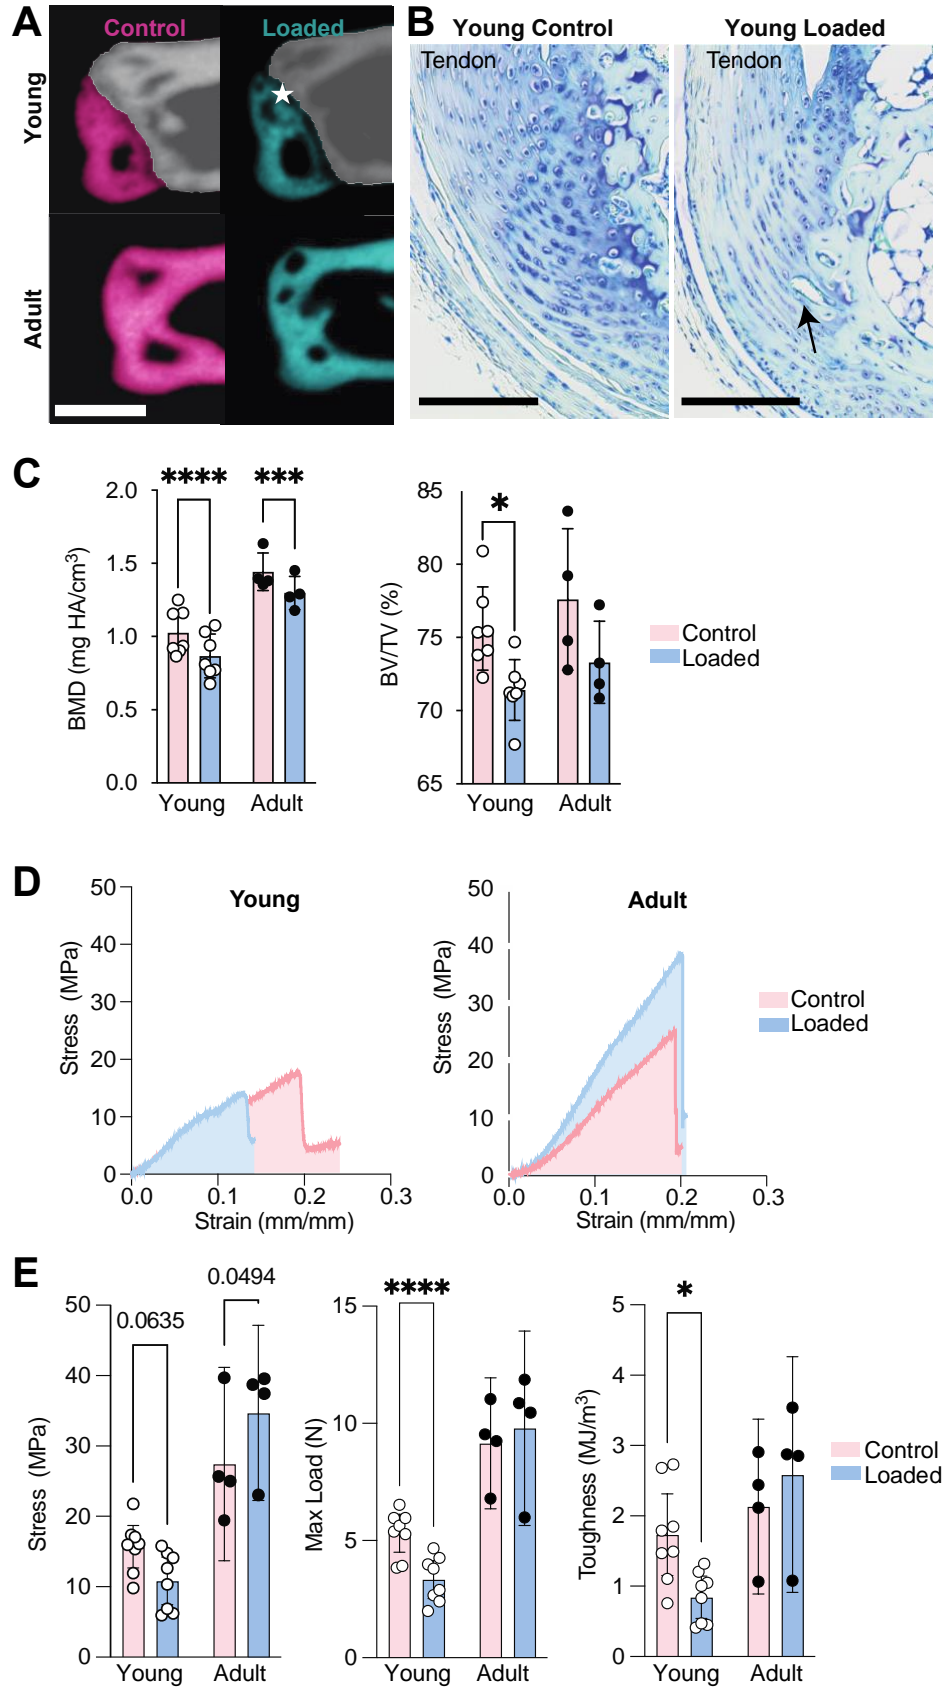 A
Control
Loaded
Young
Adult
B
Young Control
Young Loaded
Tendon
Tendon
C
****
***
2.0
1.5
1.0
0.5
0.0
BMD (mg HA/cm³)
Young
Adult
*
85
80
75
70
65
BV/TV (%)
Young
Adult
Control
Loaded
D
Young
50
40
30
20
10
0
Stress (MPa)
0.0
0.1
0.2
0.3
Strain (mm/mm)
Adult
50
40
30
20
10
0
Stress (MPa)
0.0
0.1
0.2
0.3
Strain (mm/mm)
Control
Loaded
E
0.0635
0.0494
50
40
30
20
10
0
Stress (MPa)
Young
Adult
****
15
10
5
0
Max Load (N)
Young
Adult
*
5
4
3
2
1
0
Toughness (MJ/m³)
Young
Adult
Control
Loaded